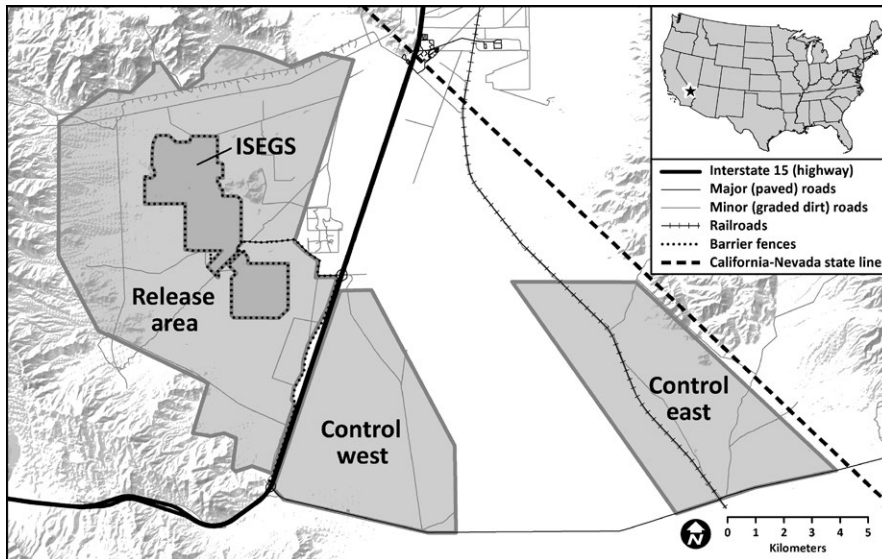 ISEGS
Release
area
Control
west
Control
east
Interstate 15 (highway)
Major (paved) roads
Minor (graded dirt) roads
Railroads
Barrier fences
California-Nevada state line
N
0 1 2 3 4 5
Kilometers